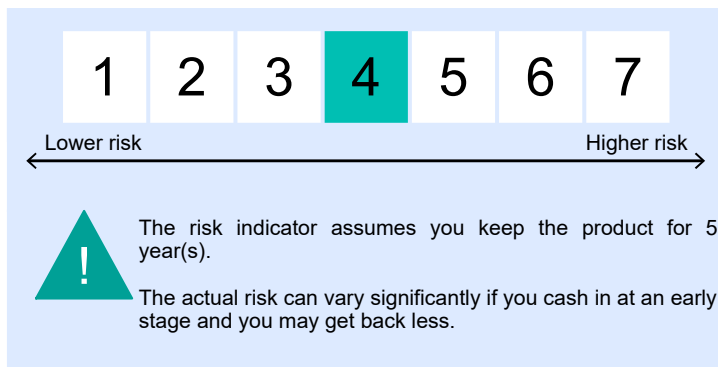 1 2 3 4 5 6 7
Lower risk Higher risk
!
The risk indicator assumes you keep the product for 5
year(s).
The actual risk can vary significantly if you cash in at an early
stage and you may get back less.